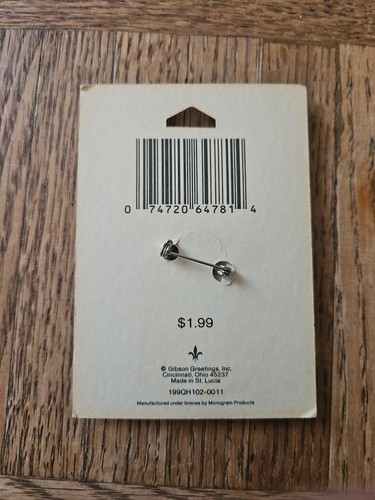 0 74720 64781 4
$1.99
© Gibson Greetings, Inc.
Cincinnati, Ohio 45237
Made in St. Lucia
199QH102-0011
Manufactured under license by Monogram Products